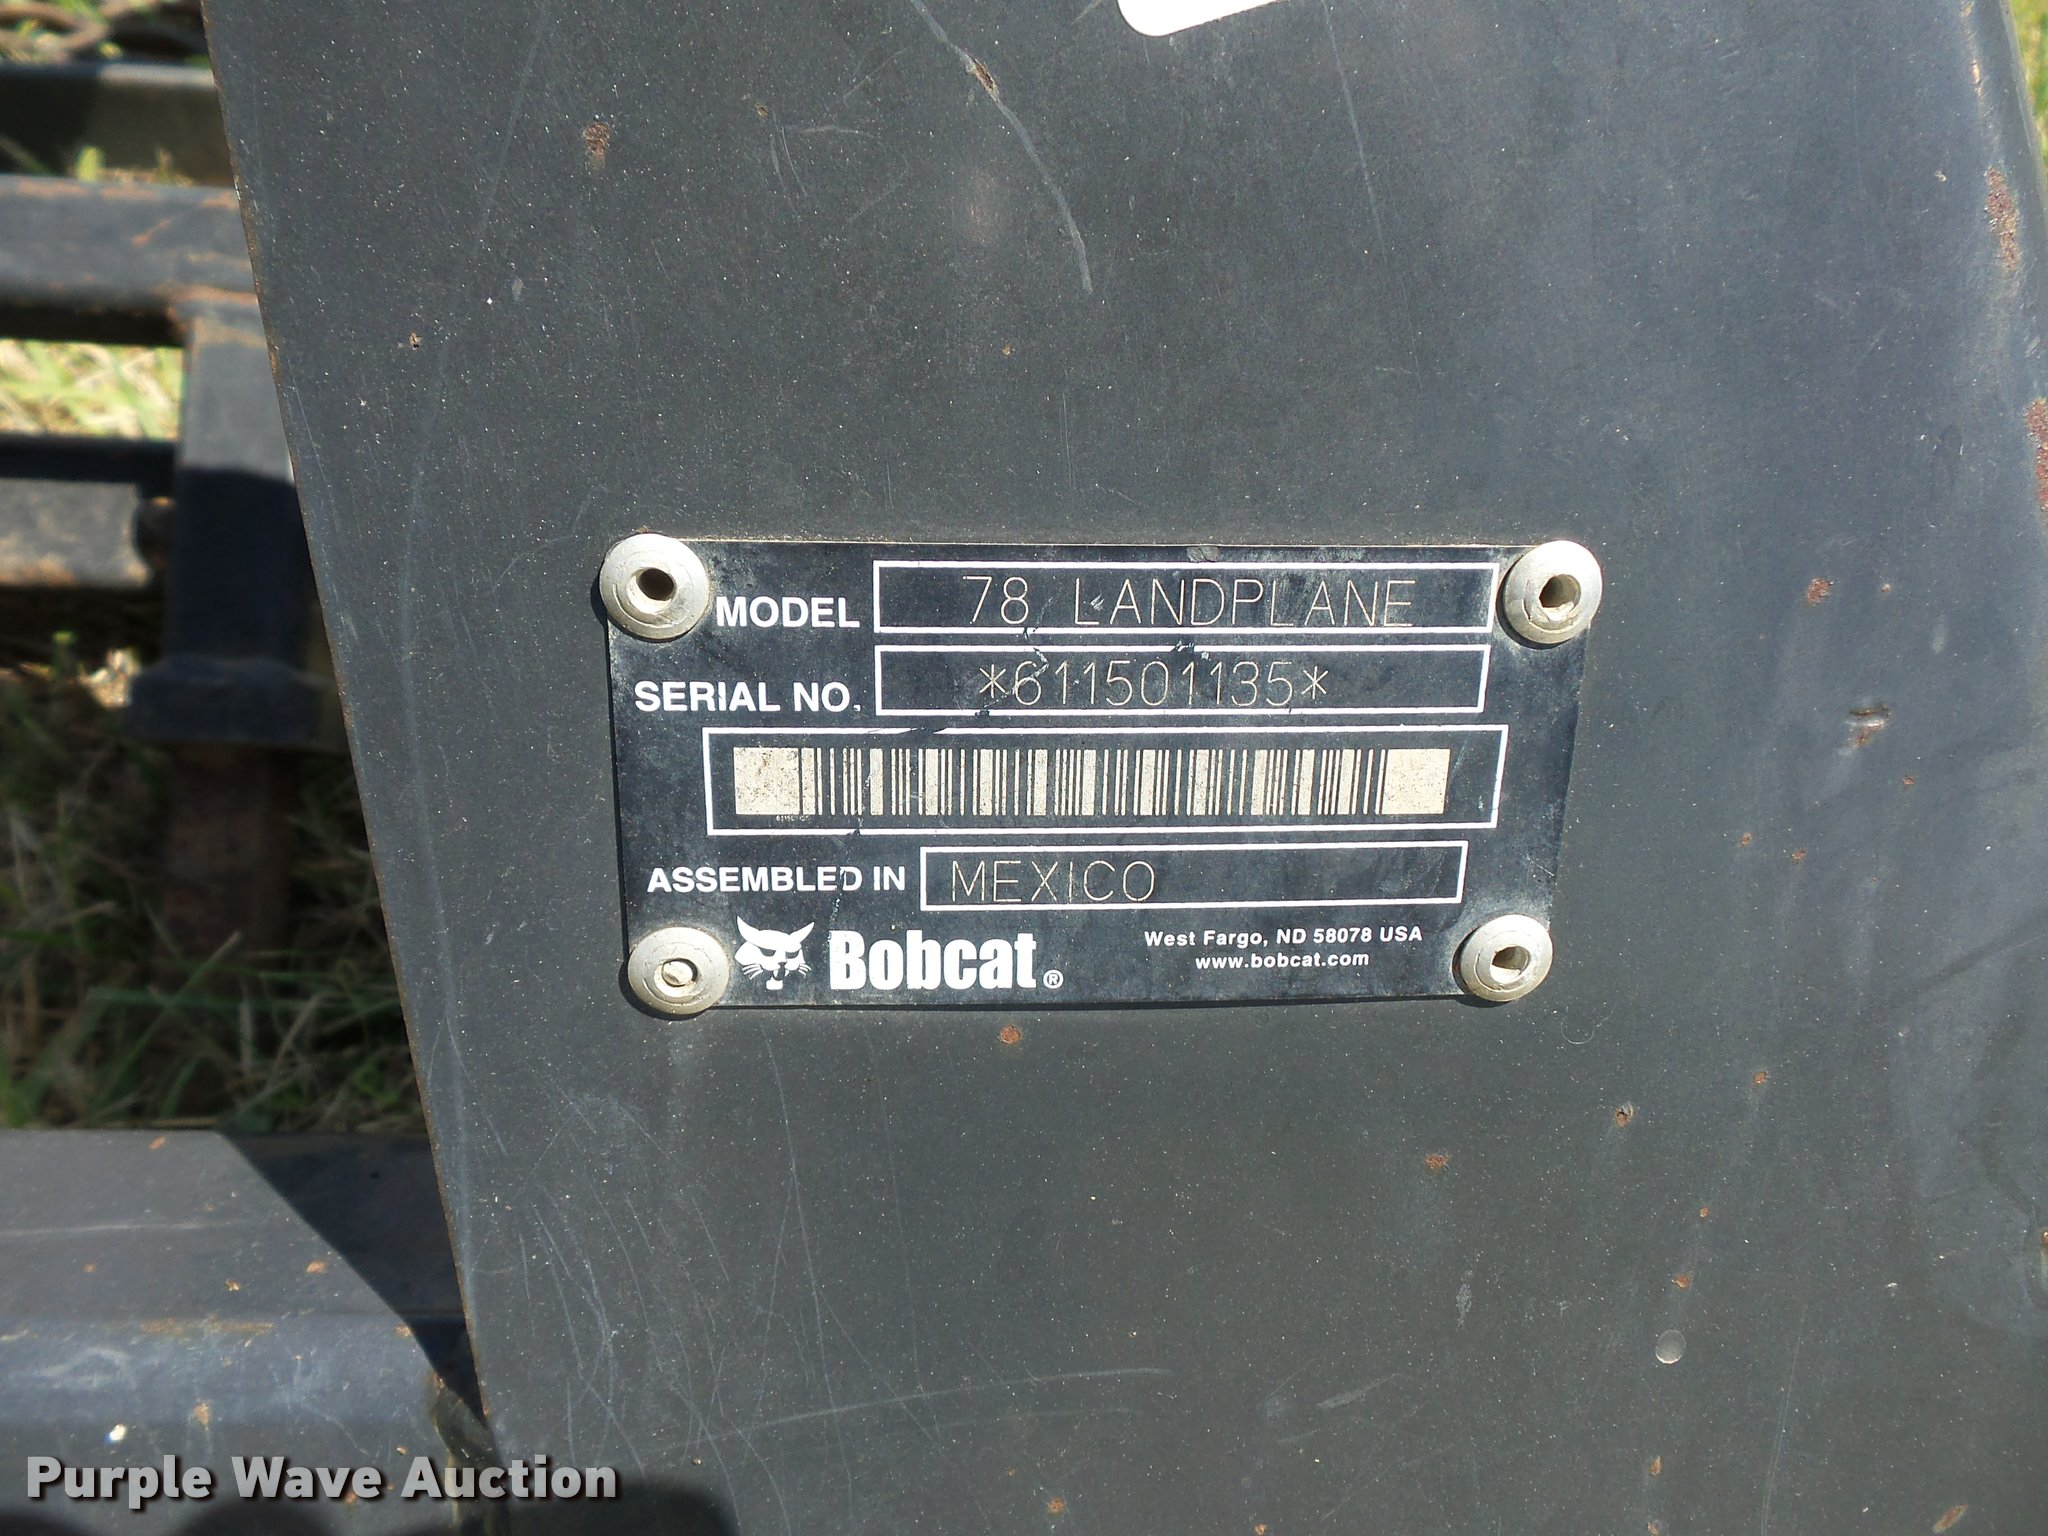 MODEL 78 LANDPLANE
SERIAL NO. *611501135*
ASSEMBLED IN MEXICO
Bobcat®
West Fargo, ND 58078 USA
www.bobcat.com
Purple Wave Auction